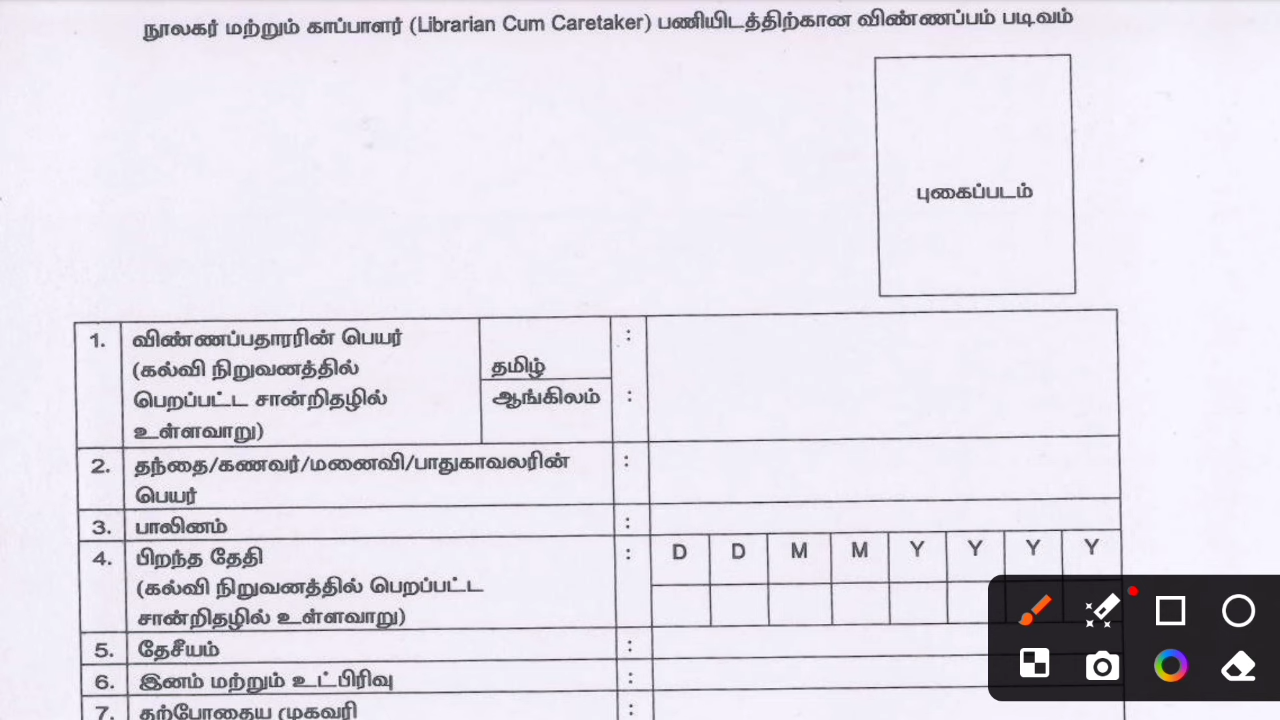 நூலகர் மற்றும் காப்பாளர் (Librarian Cum Caretaker) பணியிடத்திற்கான விண்ணப்பம் படிவம்
புகைப்படம்
1. விண்ணப்பதாரரின் பெயர் :
(கல்வி நிறுவனத்தில் தமிழ்
பெறப்பட்ட சான்றிதழில் ஆங்கிலம் :
உள்ளவாறு)
2. தந்தை/கணவர்/மனைவி/பாதுகாவலரின் :
பெயர்
3. பாலினம் :
4. பிறந்த தேதி : D D M M Y Y Y Y
(கல்வி நிறுவனத்தில் பெறப்பட்ட
சான்றிதழில் உள்ளவாறு)
5. தேசீயம் :
6. இனம் மற்றும் உட்பிரிவு :
7. தற்போதைய முகவரி :